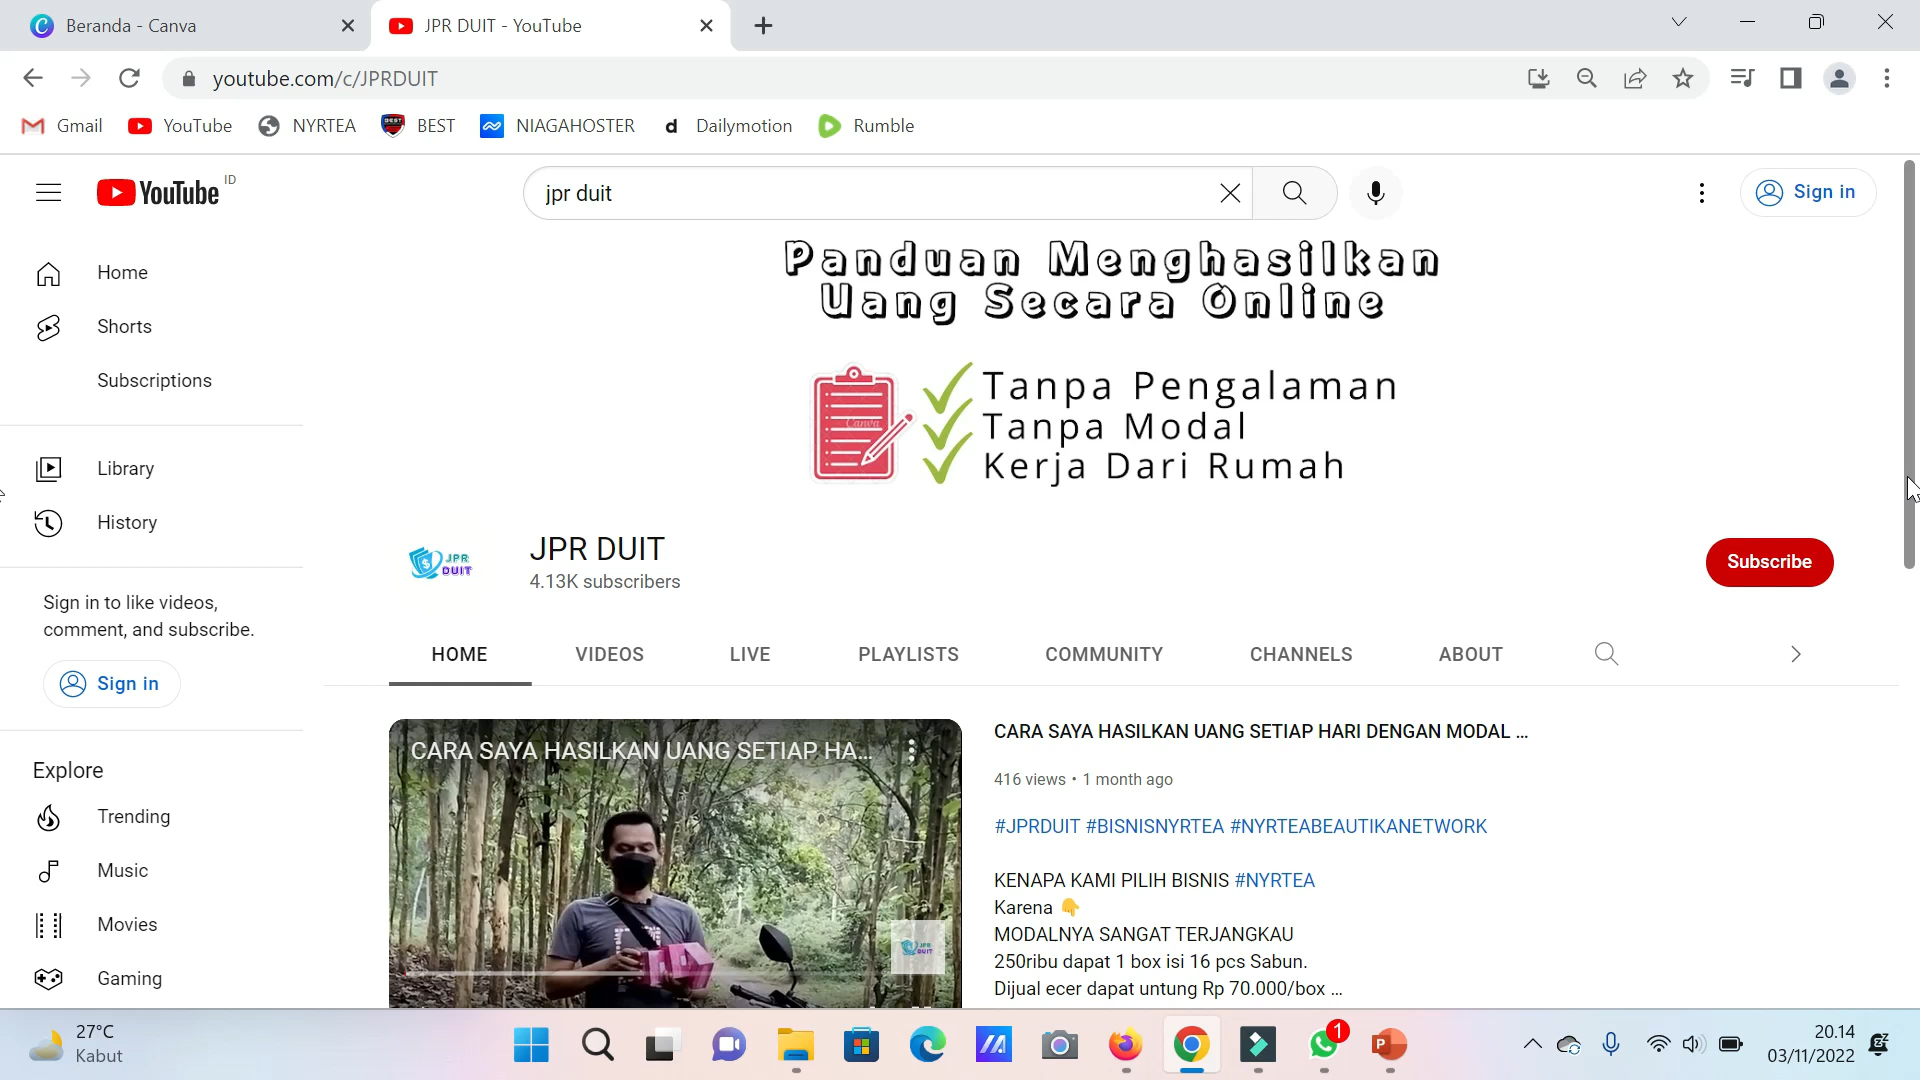 Beranda - Canva
JPR DUIT - YouTube
youtube.com/c/JPRDUIT
Gmail
YouTube
NYRTEA
BEST
NIAGAHOSTER
Dailymotion
Rumble
YouTube ID
jpr duit
Sign in
Home
Shorts
Subscriptions
Library
History
Sign in to like videos,
comment, and subscribe.
Sign in
Explore
Trending
Music
Movies
Gaming
Panduan Menghasilkan
Uang Secara Online
Canva
Tanpa Pengalaman
Tanpa Modal
Kerja Dari Rumah
JPR
DUIT
JPR DUIT
4.13K subscribers
Subscribe
HOME
VIDEOS
LIVE
PLAYLISTS
COMMUNITY
CHANNELS
ABOUT
CARA SAYA HASILKAN UANG SETIAP HA...
JPR
DUIT
CARA SAYA HASILKAN UANG SETIAP HARI DENGAN MODAL ...
416 views • 1 month ago
#JPRDUIT #BISNISNYRTEA #NYRTEABEAUTIKANETWORK
KENAPA KAMI PILIH BISNIS #NYRTEA
Karena 👇
MODALNYA SANGAT TERJANGKAU
250ribu dapat 1 box isi 16 pcs Sabun.
Dijual ecer dapat untung Rp 70.000/box ...
27°C
Kabut
1
20.14
03/11/2022